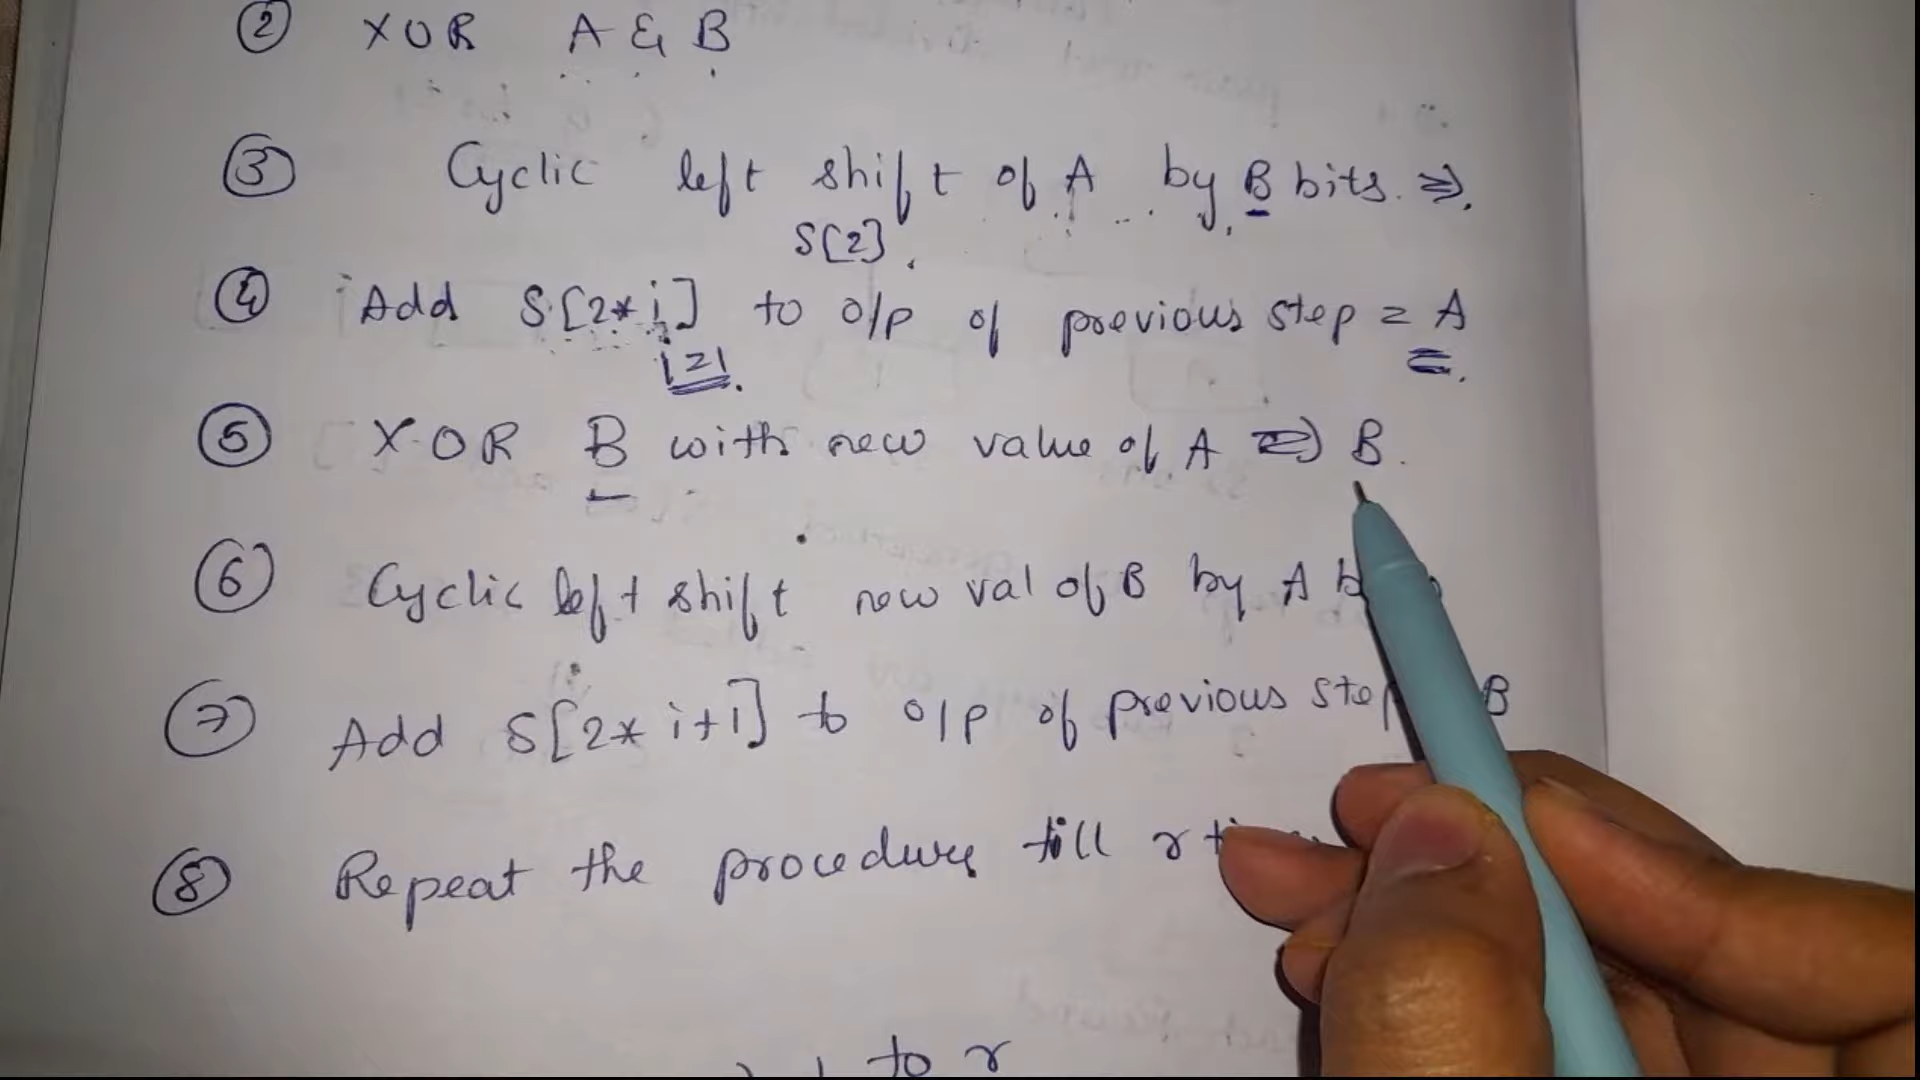 ② XOR A & B
③ Cyclic left shift of A by B bits. ⇒.
S[2].
④ Add S[2*i] to o/p of previous step = A
i=1.
⑤ XOR B with new value of A ⇒ B.
⑥ Cyclic left shift new val of B by A
⑦ Add S[2*i+1] to o/p of previous step B
⑧ Repeat the procedure till r
1 to r